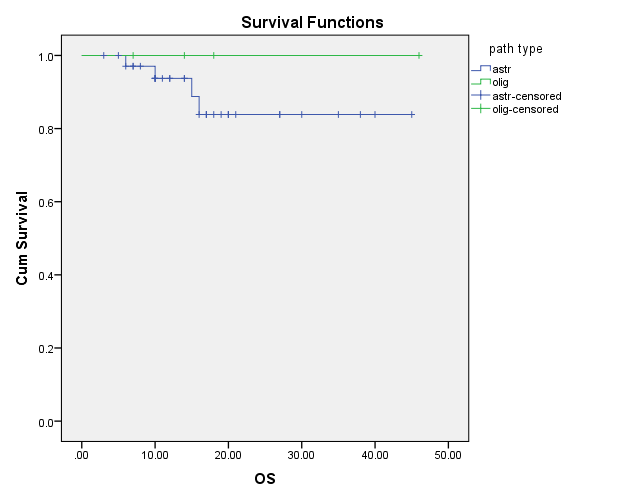 Survival Functions
path type
astr
olig
astr-censored
olig-censored
Cum Survival
1.0
0.8
0.6
0.4
0.2
0.0
.00 10.00 20.00 30.00 40.00 50.00
OS